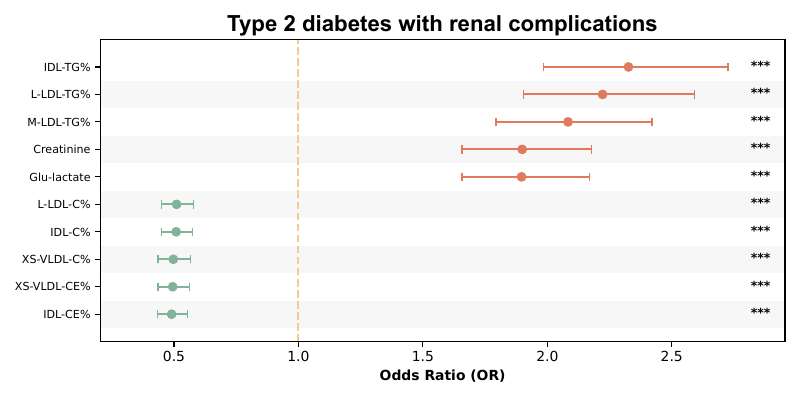 Type 2 diabetes with renal complications
IDL-TG% ***
L-LDL-TG% ***
M-LDL-TG% ***
Creatinine ***
Glu-lactate ***
L-LDL-C% ***
IDL-C% ***
XS-VLDL-C% ***
XS-VLDL-CE% ***
IDL-CE% ***
0.5 1.0 1.5 2.0 2.5
Odds Ratio (OR)